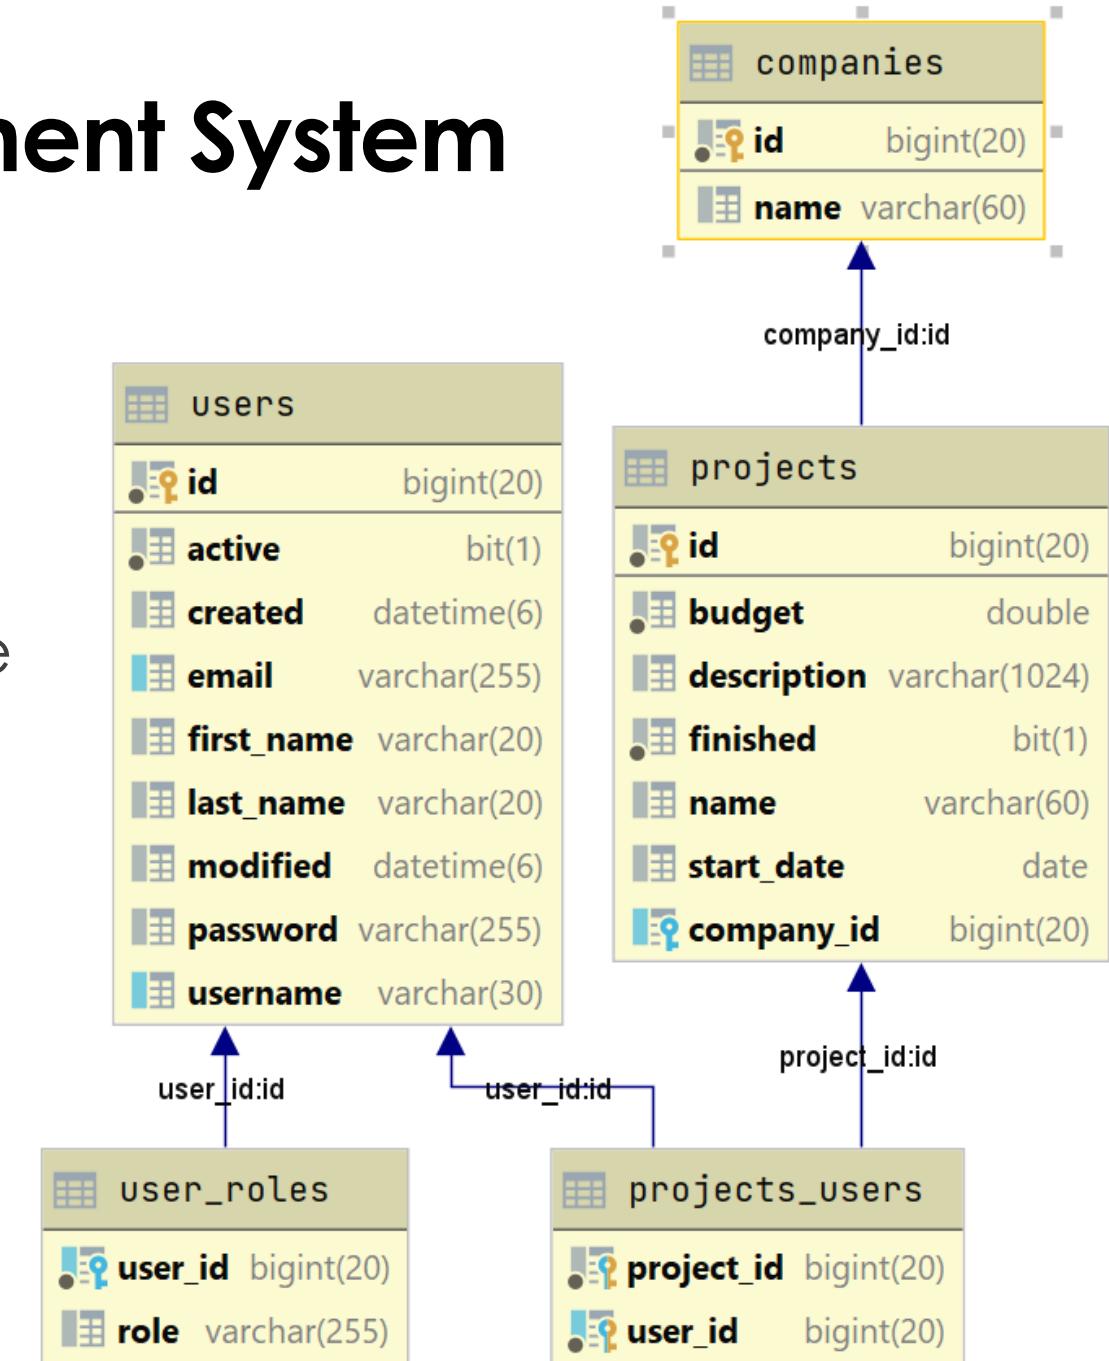 nent System
companies
id bigint(20)
name varchar(60)
company_id:id
users
id bigint(20)
active bit(1)
created datetime(6)
email varchar(255)
first_name varchar(20)
last_name varchar(20)
modified datetime(6)
password varchar(255)
username varchar(30)
e
projects
id bigint(20)
budget double
description varchar(1024)
finished bit(1)
name varchar(60)
start_date date
company_id bigint(20)
user_id:id
user_id:id
project_id:id
user_roles
user_id bigint(20)
role varchar(255)
projects_users
project_id bigint(20)
user_id bigint(20)